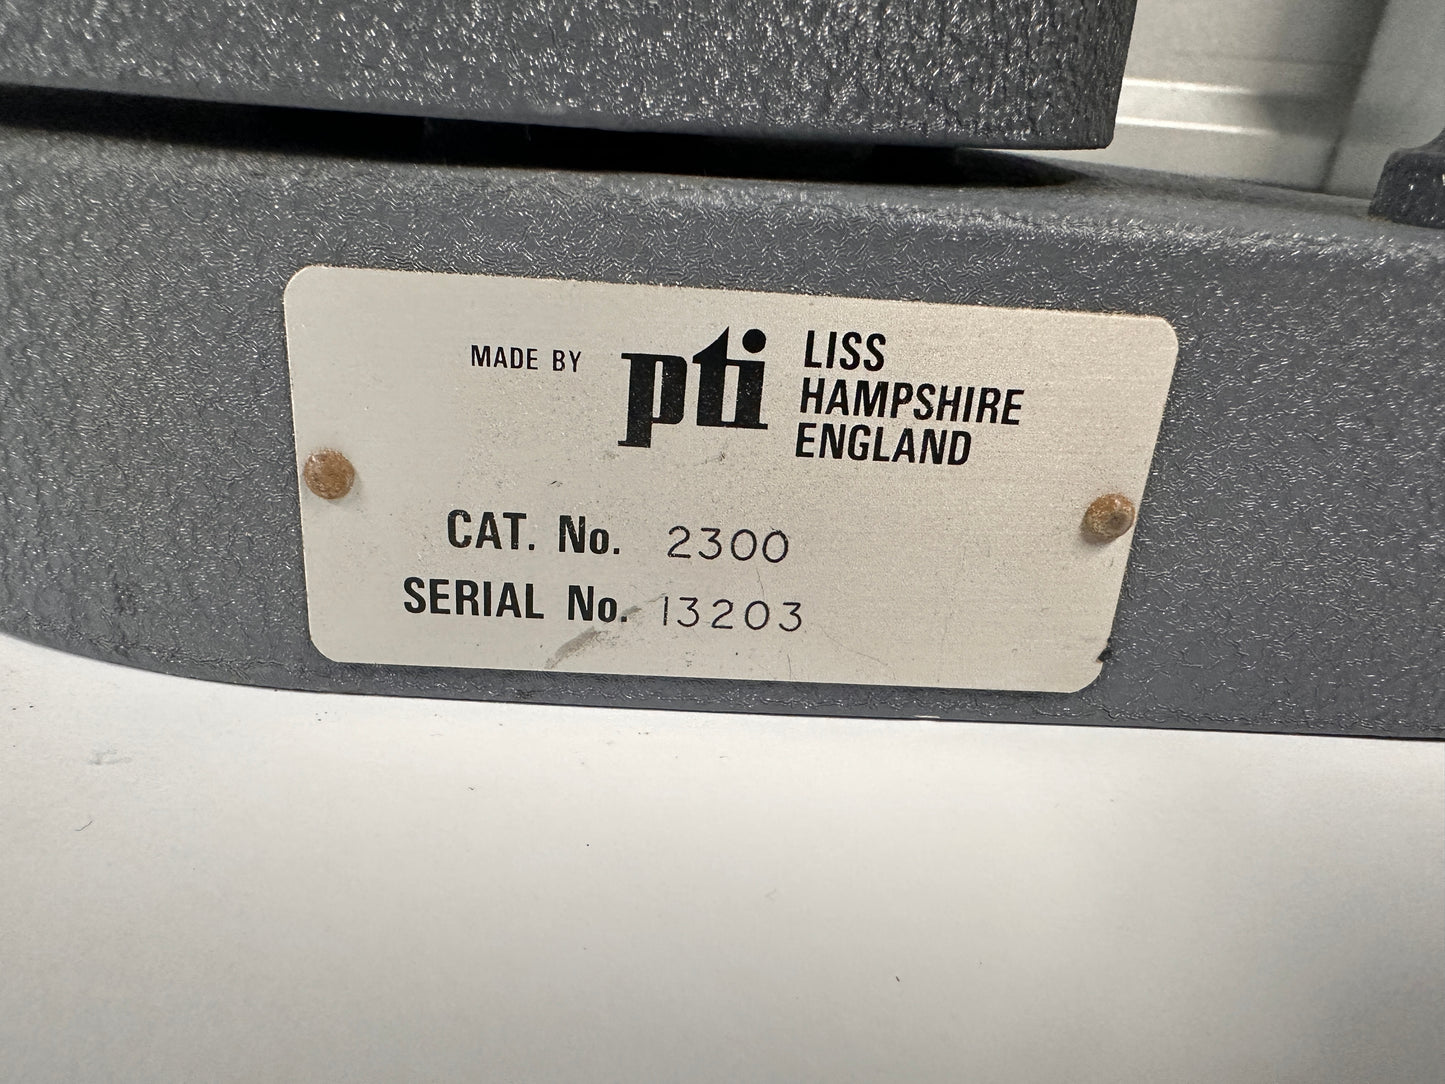 MADE BY pti LISS
HAMPSHIRE
ENGLAND
CAT. No. 2300
SERIAL No. 13203